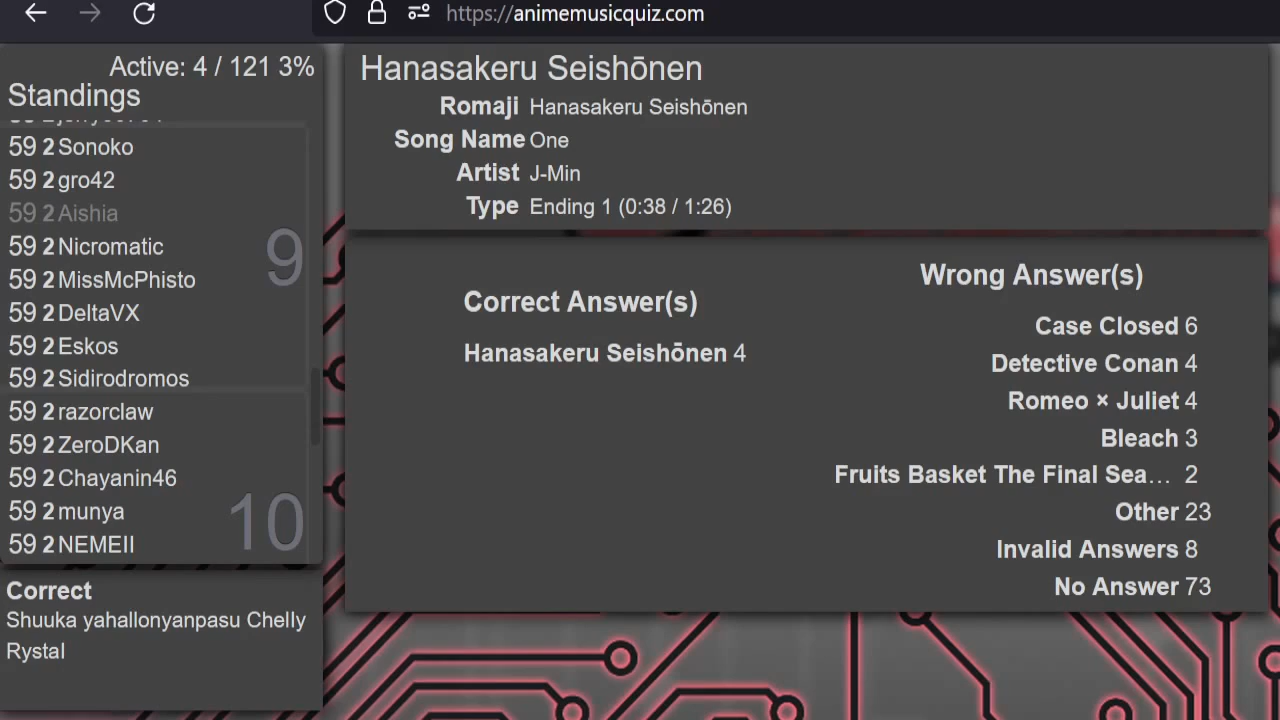 https://animemusicquiz.com
Active: 4 / 121 3%
Standings
59 2 Sonoko
59 2 gro42
59 2 Aishia
59 2 Nicromatic
9
59 2 MissMcPhisto
59 2 DeltaVX
59 2 Eskos
59 2 Sidirodromos
59 2 razorclaw
59 2 ZeroDKan
59 2 Chayanin46
59 2 munya
10
59 2 NEMEII
Correct
Shuuka yahallonyanpasu Chelly
Rystal
Hanasakeru Seishōnen
Romaji Hanasakeru Seishōnen
Song Name One
Artist J-Min
Type Ending 1 (0:38 / 1:26)
Correct Answer(s)
Hanasakeru Seishōnen 4
Wrong Answer(s)
Case Closed 6
Detective Conan 4
Romeo × Juliet 4
Bleach 3
Fruits Basket The Final Sea… 2
Other 23
Invalid Answers 8
No Answer 73